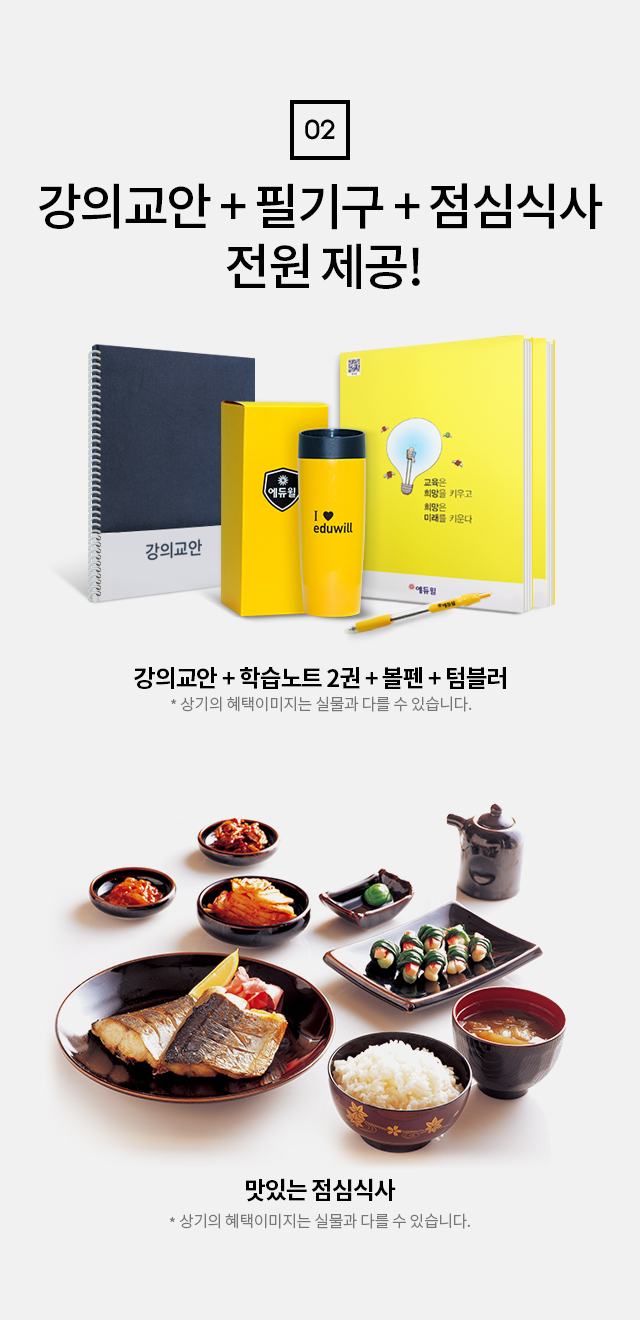 02
강의교안 + 필기구 + 점심식사
전원 제공!
강의교안
에듀윌
I ♥
eduwill
교육은
희망을 키우고
희망은
미래를 키운다
에듀윌
에듀윌
강의교안 + 학습노트 2권 + 볼펜 + 텀블러
* 상기의 혜택이미지는 실물과 다를 수 있습니다.
맛있는 점심식사
* 상기의 혜택이미지는 실물과 다를 수 있습니다.